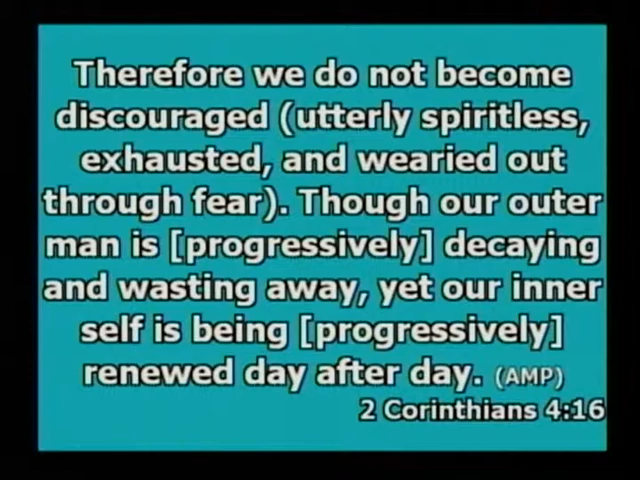 Therefore we do not become
discouraged (utterly spiritless,
exhausted, and wearied out
through fear). Though our outer
man is [progressively] decaying
and wasting away, yet our inner
self is being [progressively]
renewed day after day. (AMP)
2 Corinthians 4:16